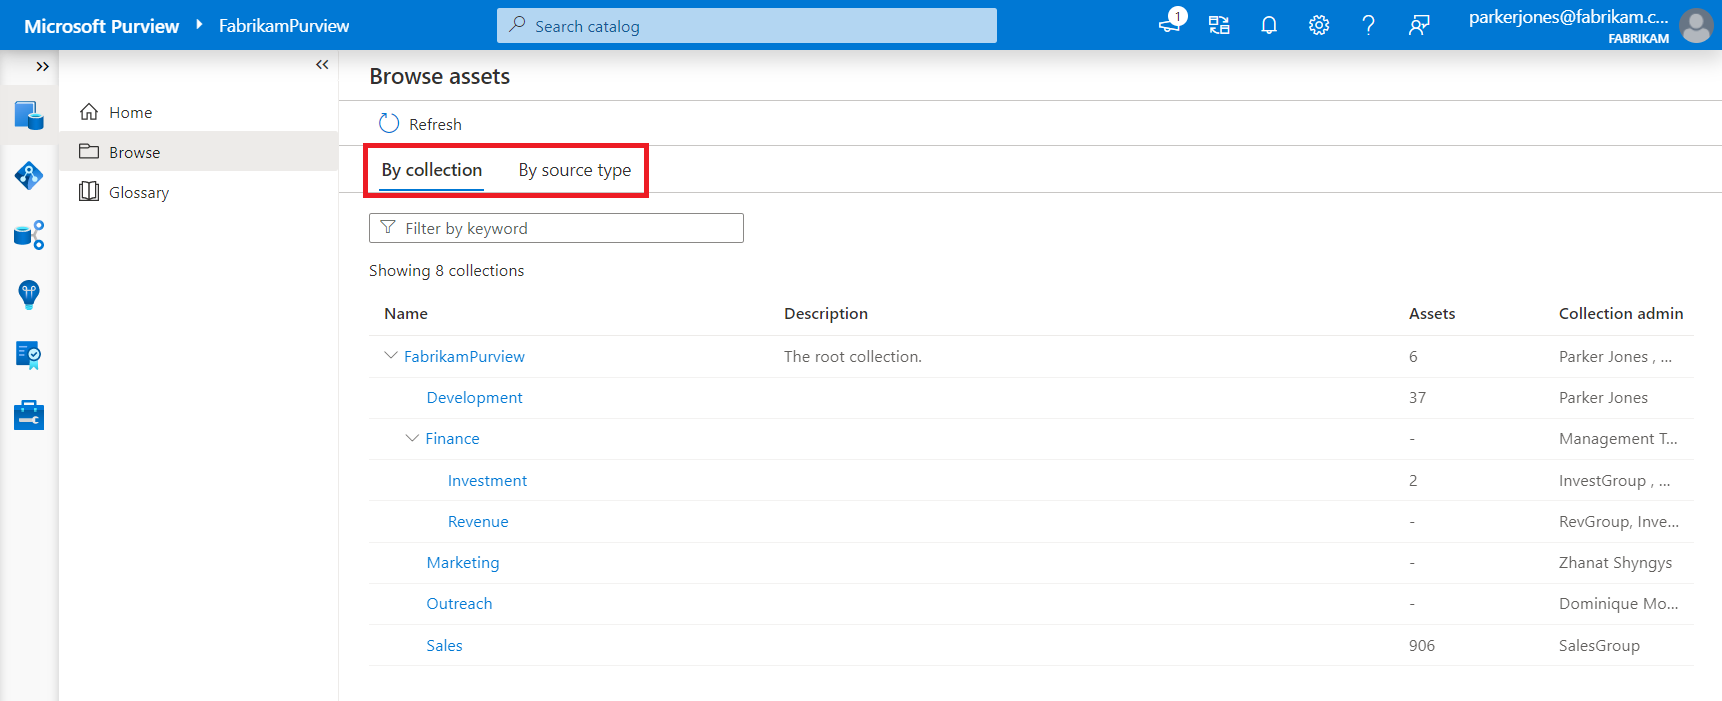 Microsoft Purview FabrikamPurview Search catalog 1 parkerjones@fabrikam.c...
FABRIKAM
Home
Browse
Glossary
Browse assets
Refresh
By collection By source type
Filter by keyword
Showing 8 collections
Name Description Assets Collection admin
FabrikamPurview The root collection. 6 Parker Jones , ...
Development 37 Parker Jones
Finance - Management T...
Investment 2 InvestGroup , ...
Revenue - RevGroup, Inve...
Marketing - Zhanat Shyngys
Outreach - Dominique Mo...
Sales 906 SalesGroup